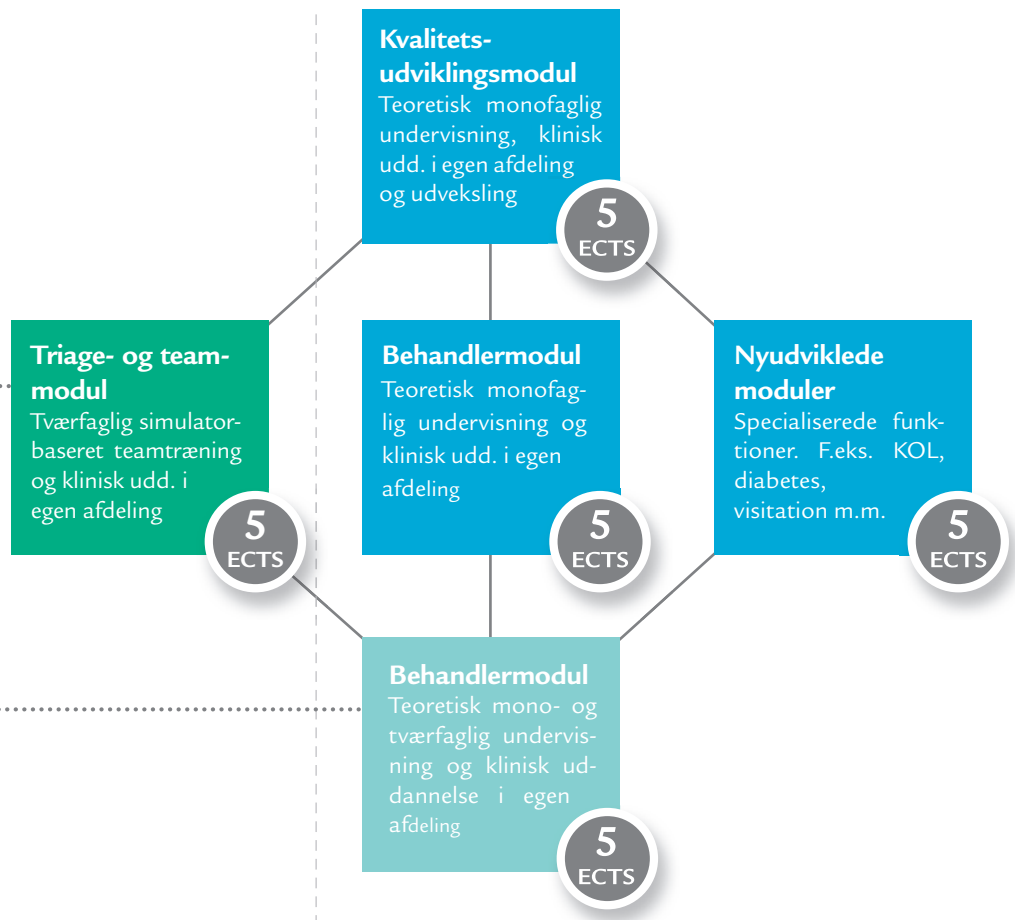 Kvalitets-
udviklingsmodul
Teoretisk monofaglig
undervisning, klinisk
udd. i egen afdeling
og udveksling
5
ECTS
Triage- og team-
modul
Tværfaglig simulator-
baseret teamtræning
og klinisk udd. i
egen afdeling
5
ECTS
Behandlermodul
Teoretisk monofag-
lig undervisning og
klinisk udd. i egen
afdeling
5
ECTS
Nyudviklede
moduler
Specialiserede funk-
tioner. F.eks. KOL,
diabetes,
visitation m.m.
5
ECTS
Behandlermodul
Teoretisk mono- og
tværfaglig undervis-
ning og klinisk ud-
dannelse i egen
afdeling
5
ECTS